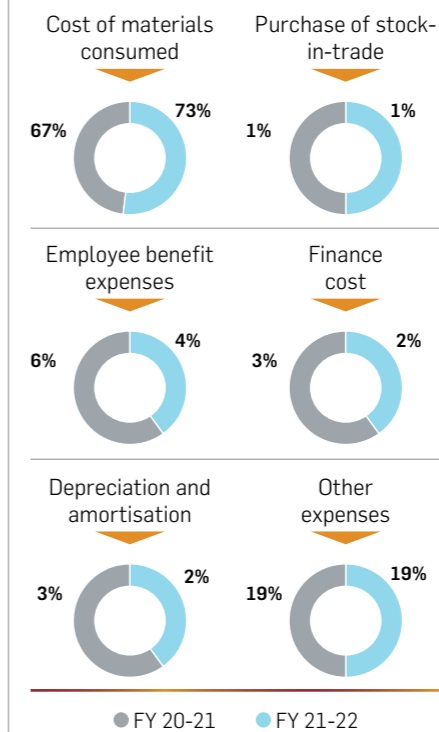 Cost of materials
consumed
67%
73%
Purchase of stock-
in-trade
1%
1%
Employee benefit
expenses
6%
4%
Finance
cost
3%
2%
Depreciation and
amortisation
3%
2%
Other
expenses
19%
19%
FY 20-21
FY 21-22